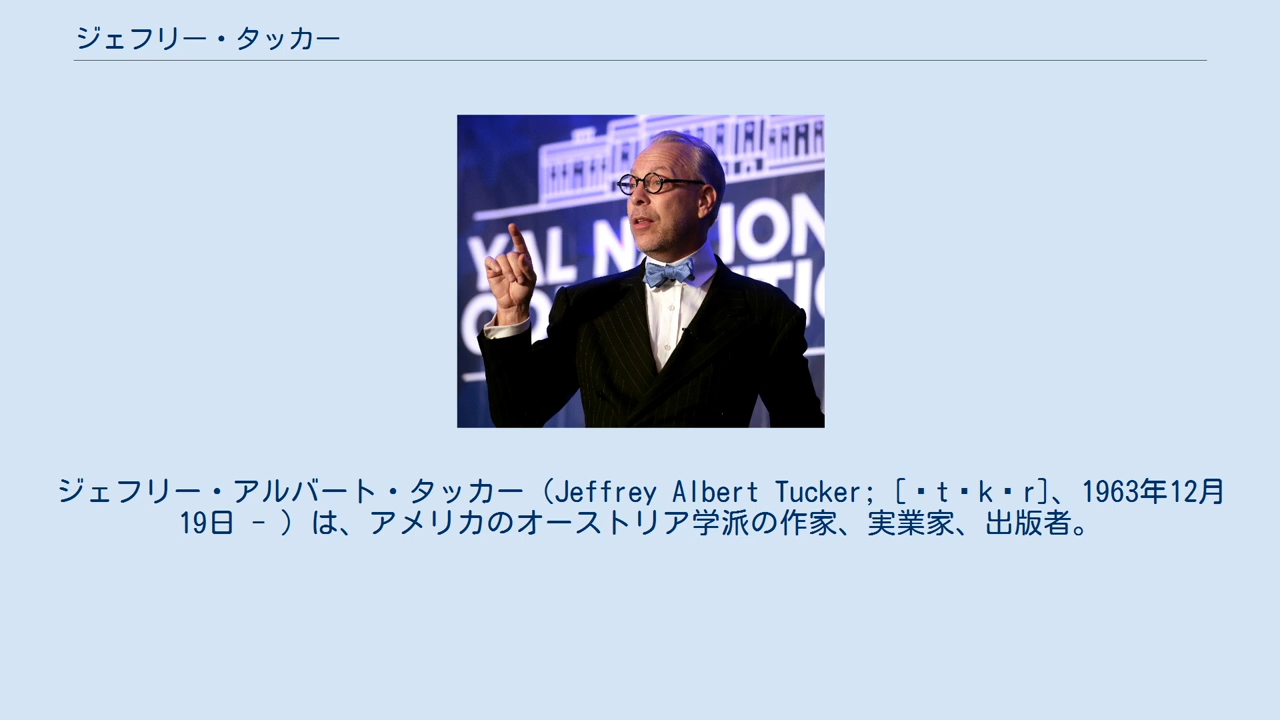 ジェフリー・タッカー
YAL N ION
CO TIO
ジェフリー・アルバート・タッカー（Jeffrey Albert Tucker; [▪t▪k▪r]、1963年12月
19日 - ）は、アメリカのオーストリア学派の作家、実業家、出版者。